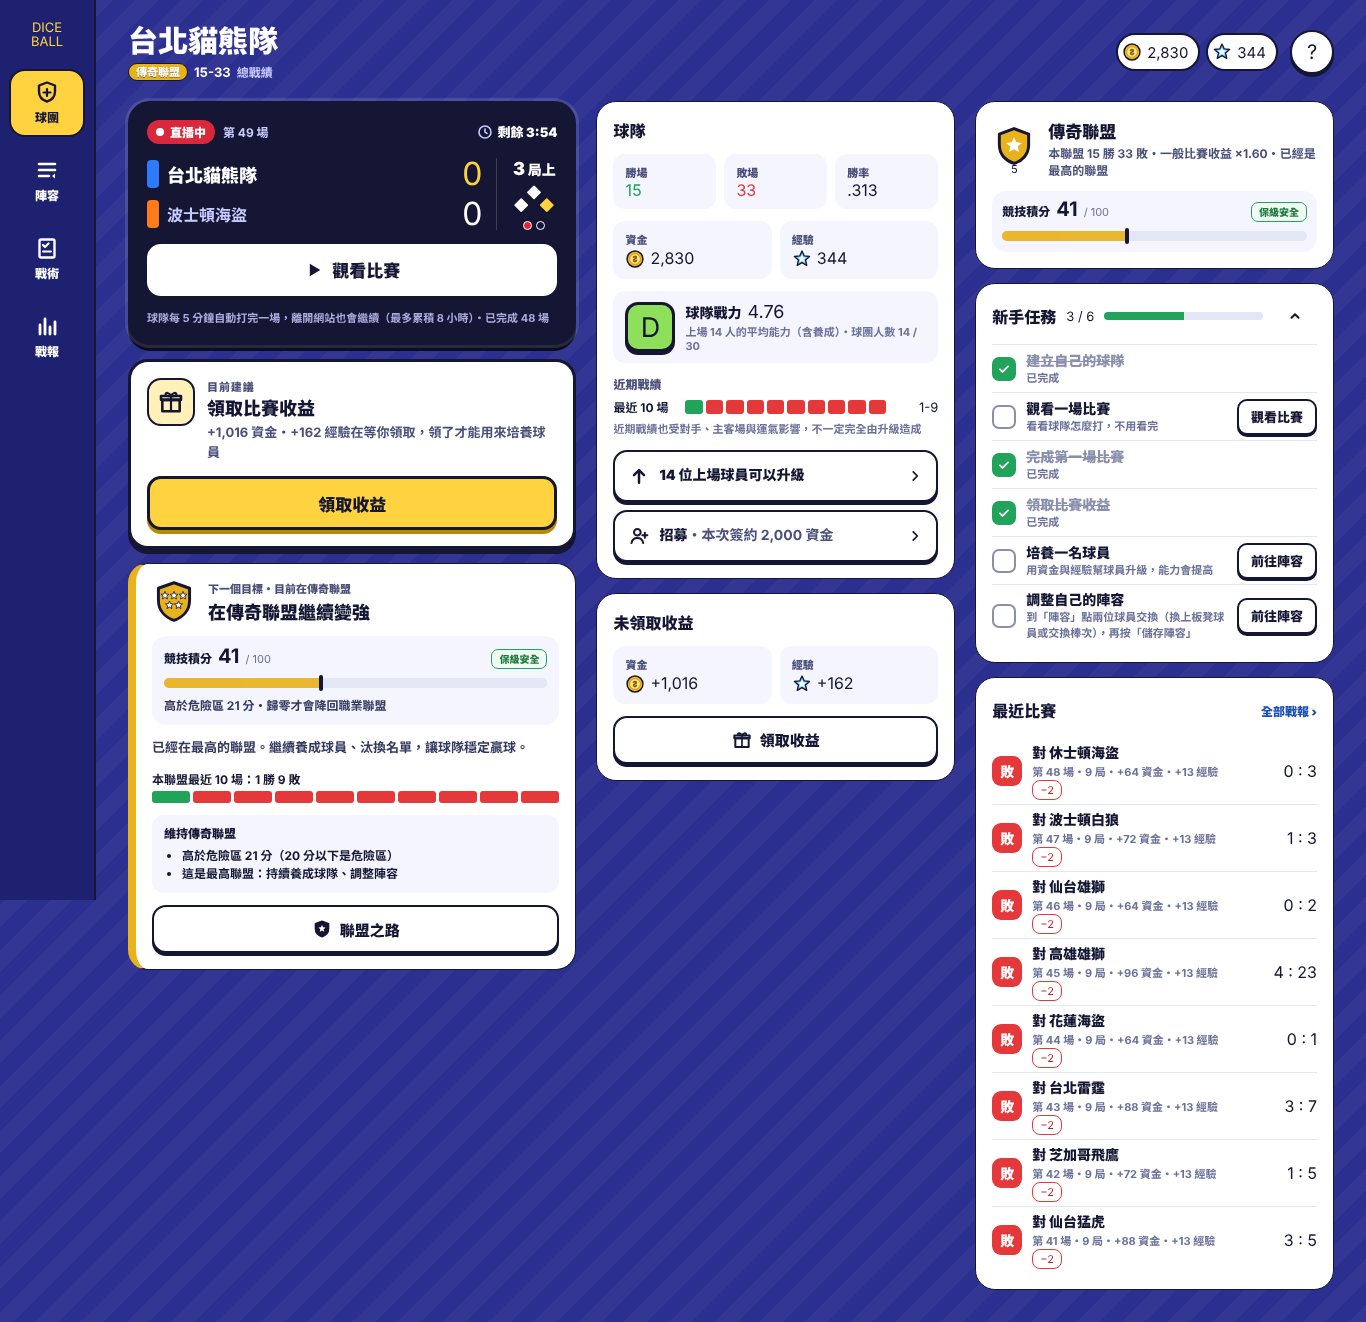 DICE
BALL
球團
陣容
戰術
戰報
台北貓熊隊
傳奇聯盟 15-33 總戰績
2,830
344
?
直播中 第 49 場
剩餘 3:54
台北貓熊隊 0
波士頓海盜 0
3 局上
觀看比賽
球隊每 5 分鐘自動打完一場，離開網站也會繼續（最多累積 8 小時）・已完成 48 場
目前建議
領取比賽收益
+1,016 資金・+162 經驗在等你領取，領了才能用來培養球
員
領取收益
下一個目標・目前在傳奇聯盟
在傳奇聯盟繼續變強
競技積分 41 / 100
保級安全
高於危險區 21 分・歸零才會降回職業聯盟
已經在最高的聯盟。繼續養成球員、汰換名單，讓球隊穩定贏球。
本聯盟最近 10 場：1 勝 9 敗
維持傳奇聯盟
• 高於危險區 21 分（20 分以下是危險區）
• 這是最高聯盟：持續養成球隊、調整陣容
聯盟之路
球隊
勝場
15
敗場
33
勝率
.313
資金
2,830
經驗
344
D
球隊戰力 4.76
上場 14 人的平均能力（含養成）・球團人數 14 /
30
近期戰績
最近 10 場
1-9
近期戰績也受對手、主客場與運氣影響，不一定完全由升級造成
14 位上場球員可以升級
招募・本次簽約 2,000 資金
未領取收益
資金
+1,016
經驗
+162
領取收益
5
傳奇聯盟
本聯盟 15 勝 33 敗・一般比賽收益 ×1.60・已經是
最高的聯盟
競技積分 41 / 100
保級安全
新手任務 3 / 6
建立自己的球隊
已完成
觀看一場比賽
看看球隊怎麼打，不用看完
觀看比賽
完成第一場比賽
已完成
領取比賽收益
已完成
培養一名球員
用資金與經驗幫球員升級，能力會提高
前往陣容
調整自己的陣容
到「陣容」點兩位球員交換（換上板凳球
員或交換棒次），再按「儲存陣容」
前往陣容
最近比賽
全部戰報 ›
敗
對 休士頓海盜
第 48 場・9 局・+64 資金・+13 經驗
−2
0 : 3
敗
對 波士頓白狼
第 47 場・9 局・+72 資金・+13 經驗
−2
1 : 3
敗
對 仙台雄獅
第 46 場・9 局・+64 資金・+13 經驗
−2
0 : 2
敗
對 高雄雄獅
第 45 場・9 局・+96 資金・+13 經驗
−2
4 : 23
敗
對 花蓮海盜
第 44 場・9 局・+64 資金・+13 經驗
−2
0 : 1
敗
對 台北雷霆
第 43 場・9 局・+88 資金・+13 經驗
−2
3 : 7
敗
對 芝加哥飛鷹
第 42 場・9 局・+72 資金・+13 經驗
−2
1 : 5
敗
對 仙台猛虎
第 41 場・9 局・+88 資金・+13 經驗
−2
3 : 5